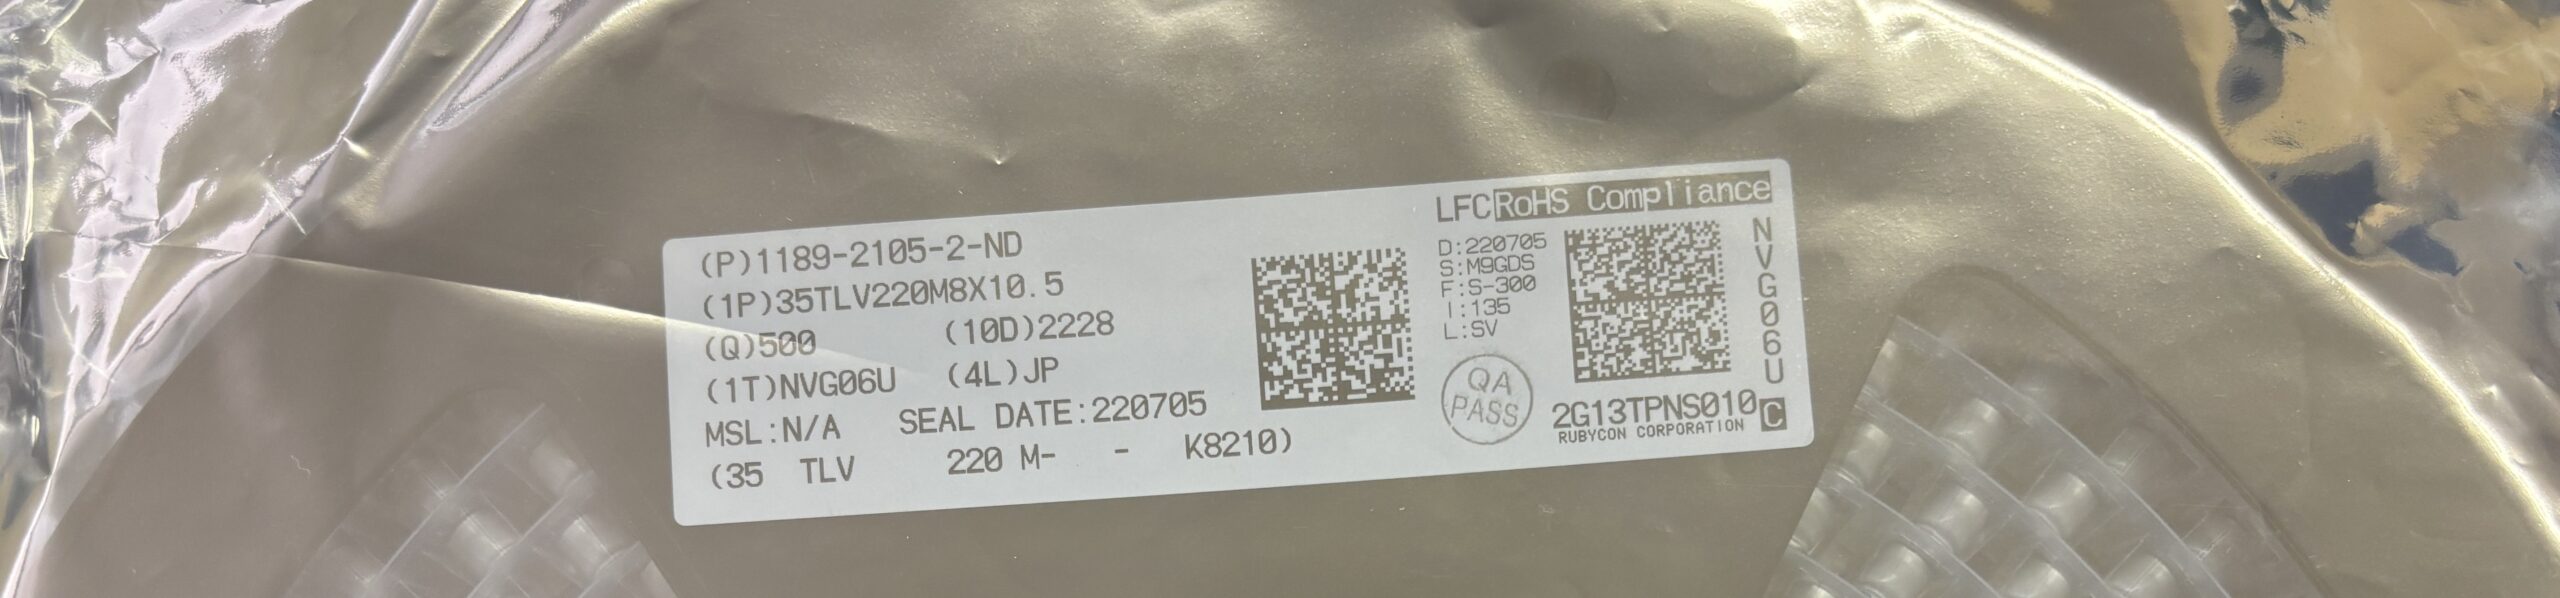 (P)1189-2105-2-ND
(1P)35TLV220M8X10.5
(Q)500 (10D)2228
(1T)NVG06U (4L)JP
MSL:N/A SEAL DATE:220705
(35 TLV 220 M- - K8210)
LFC RoHS Compliance
D:220705
S:M9GDS
F:S-300
I:135
L:SV
QA
PASS
NVG06U
2G13TPNS010 C
RUBYCON CORPORATION